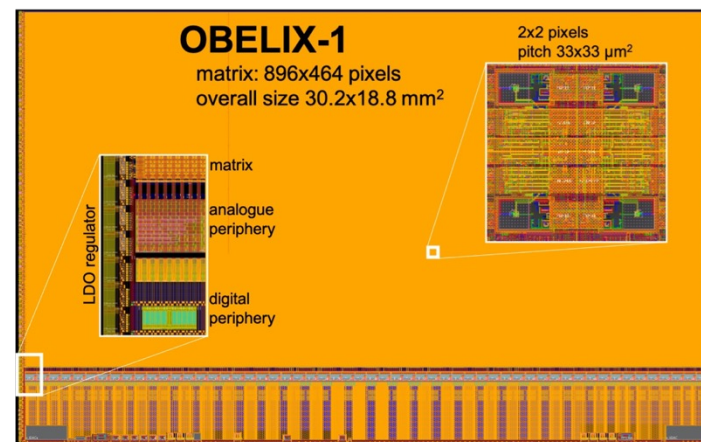 OBELIX-1
matrix: 896x464 pixels
overall size 30.2x18.8 mm²
2x2 pixels
pitch 33x33 µm²
matrix
analogue
periphery
digital
periphery
LDO regulator